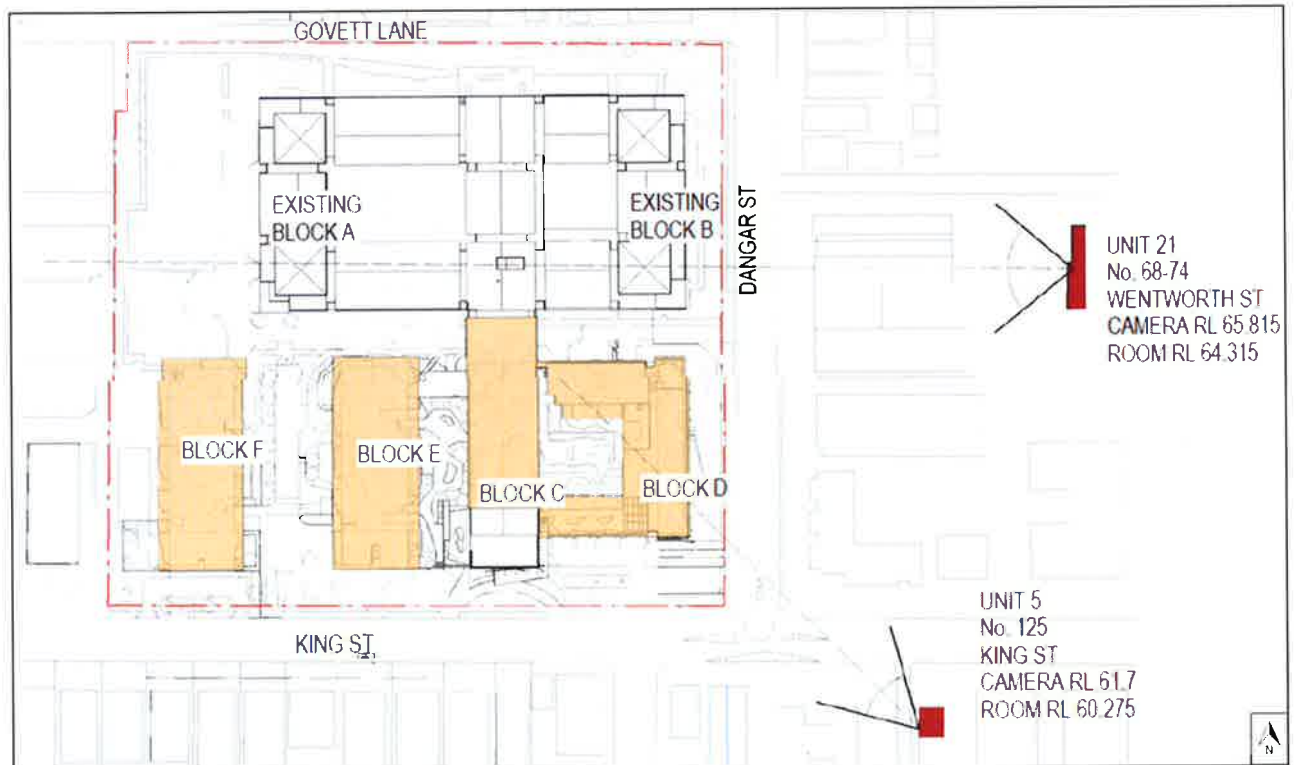 GOVETT LANE
EXISTING
BLOCK A
EXISTING
BLOCK B
DANGAR ST
UNIT 21
No. 68-74
WENTWORTH ST
CAMERA RL 65.815
ROOM RL 64.315
BLOCK F
BLOCK E
BLOCK C
BLOCK D
KING ST
UNIT 5
No. 125
KING ST
CAMERA RL 61.7
ROOM RL 60.275
N